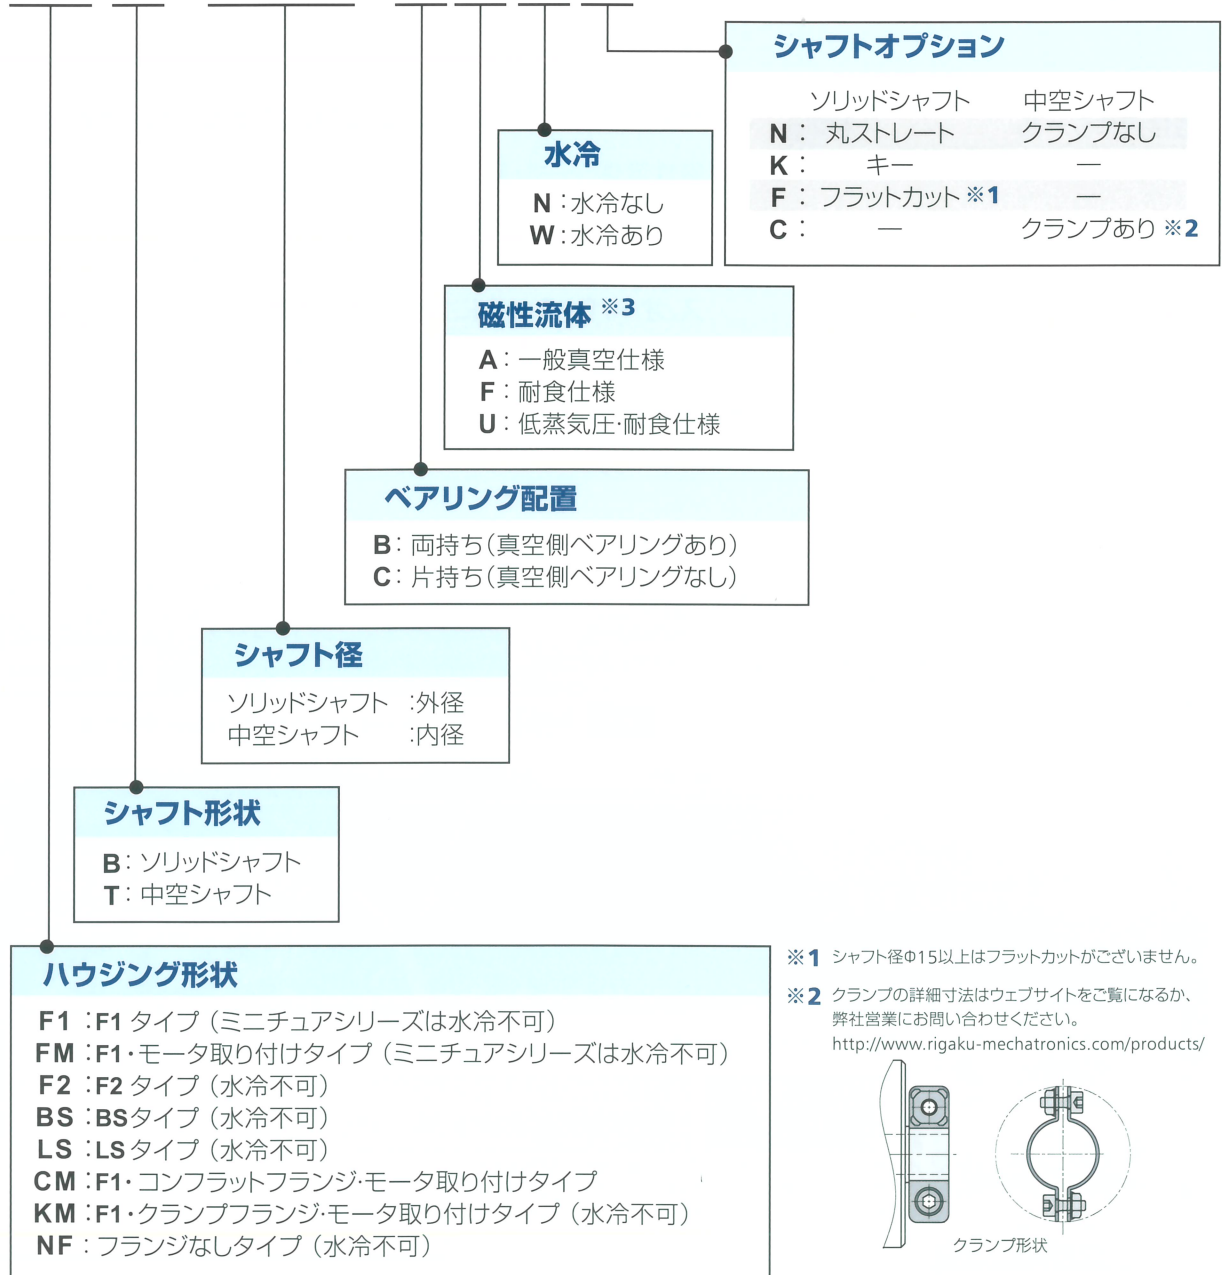 シャフトオプション
ソリッドシャフト 中空シャフト
N : 丸ストレート クランプなし
K : キー —
F : フラットカット ※1 —
C : — クランプあり ※2
水冷
N : 水冷なし
W : 水冷あり
磁性流体 ※3
A : 一般真空仕様
F : 耐食仕様
U : 低蒸気圧·耐食仕様
ベアリング配置
B : 両持ち(真空側ベアリングあり)
C : 片持ち(真空側ベアリングなし)
シャフト径
ソリッドシャフト :外径
中空シャフト :内径
シャフト形状
B : ソリッドシャフト
T : 中空シャフト
ハウジング形状
F1 : F1 タイプ (ミニチュアシリーズは水冷不可)
FM : F1・モータ取り付けタイプ (ミニチュアシリーズは水冷不可)
F2 : F2 タイプ (水冷不可)
BS : BSタイプ (水冷不可)
LS : LSタイプ (水冷不可)
CM : F1・コンフラットフランジ·モータ取り付けタイプ
KM : F1・クランプフランジ·モータ取り付けタイプ (水冷不可)
NF : フランジなしタイプ (水冷不可)
※1 シャフト径Φ15以上はフラットカットがございません。
※2 クランプの詳細寸法はウェブサイトをご覧になるか、
弊社営業にお問い合わせください。
http://www.rigaku-mechatronics.com/products/
クランプ形状